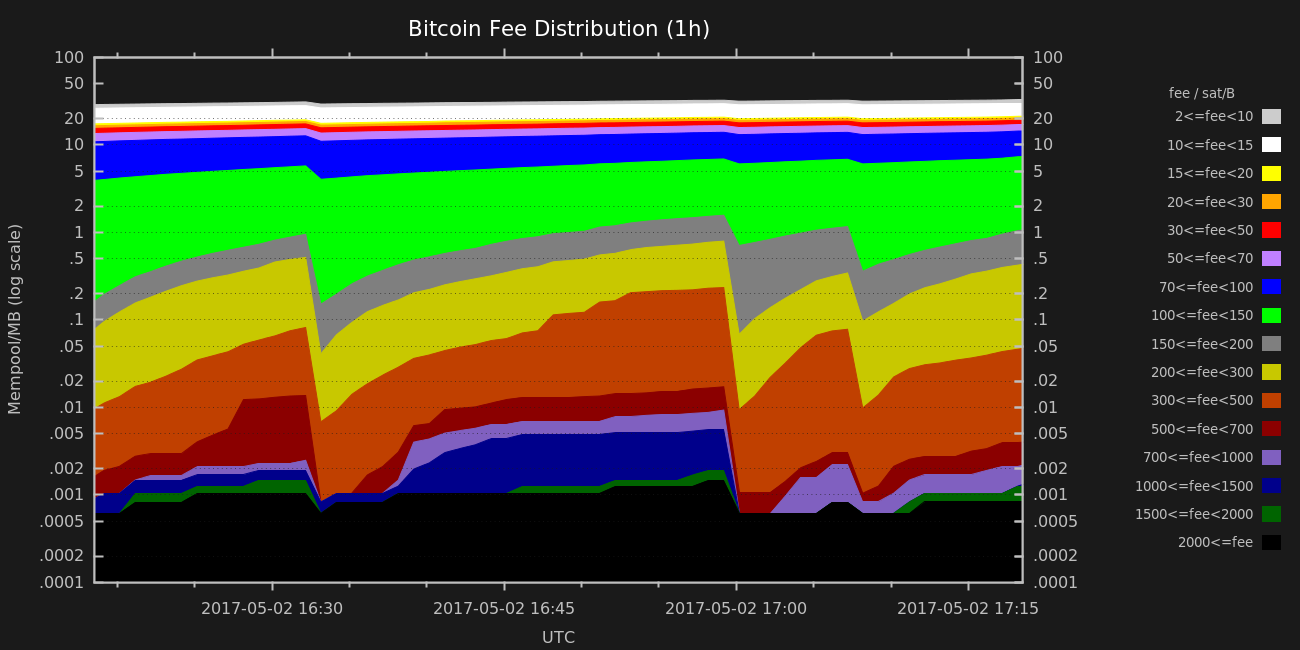 Bitcoin Fee Distribution (1h)
100
50
20
10
5
2
1
.5
.2
.1
.05
.02
.01
.005
.002
.001
.0005
.0002
.0001
Mempool/MB (log scale)
100
50
20
10
5
2
1
.5
.2
.1
.05
.02
.01
.005
.002
.001
.0005
.0002
.0001
2017-05-02 16:30
2017-05-02 16:45
2017-05-02 17:00
2017-05-02 17:15
UTC
fee / sat/B
2<=fee<10
10<=fee<15
15<=fee<20
20<=fee<30
30<=fee<50
50<=fee<70
70<=fee<100
100<=fee<150
150<=fee<200
200<=fee<300
300<=fee<500
500<=fee<700
700<=fee<1000
1000<=fee<1500
1500<=fee<2000
2000<=fee